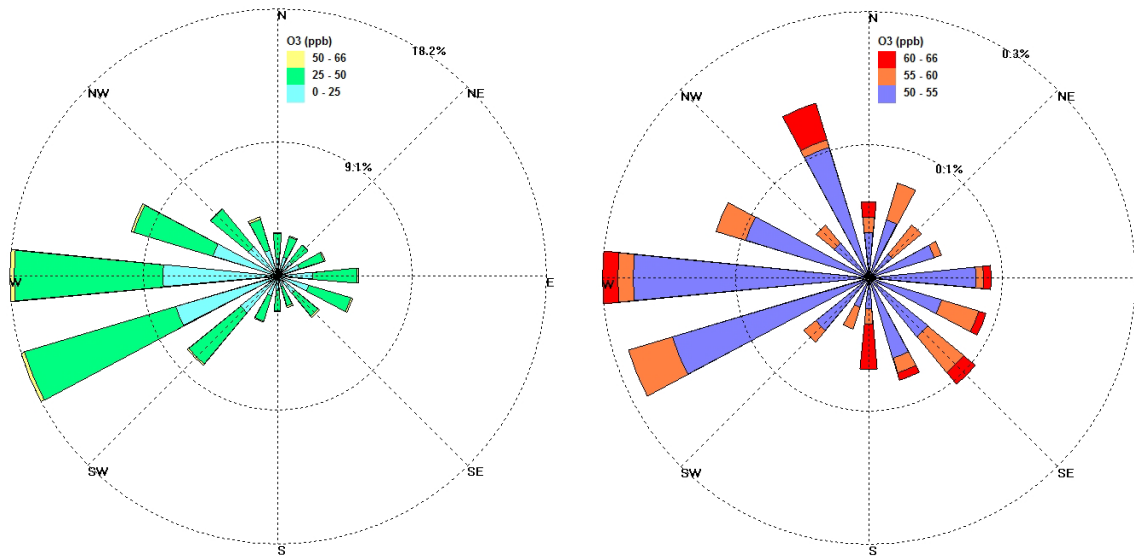 N
O3 (ppb)
50 - 66
25 - 50
0 - 25
18.2%
NW
NE
9.1%
W
E
SW
SE
S
N
O3 (ppb)
60 - 66
55 - 60
50 - 55
0.3%
NW
NE
0.1%
W
E
SW
SE
S